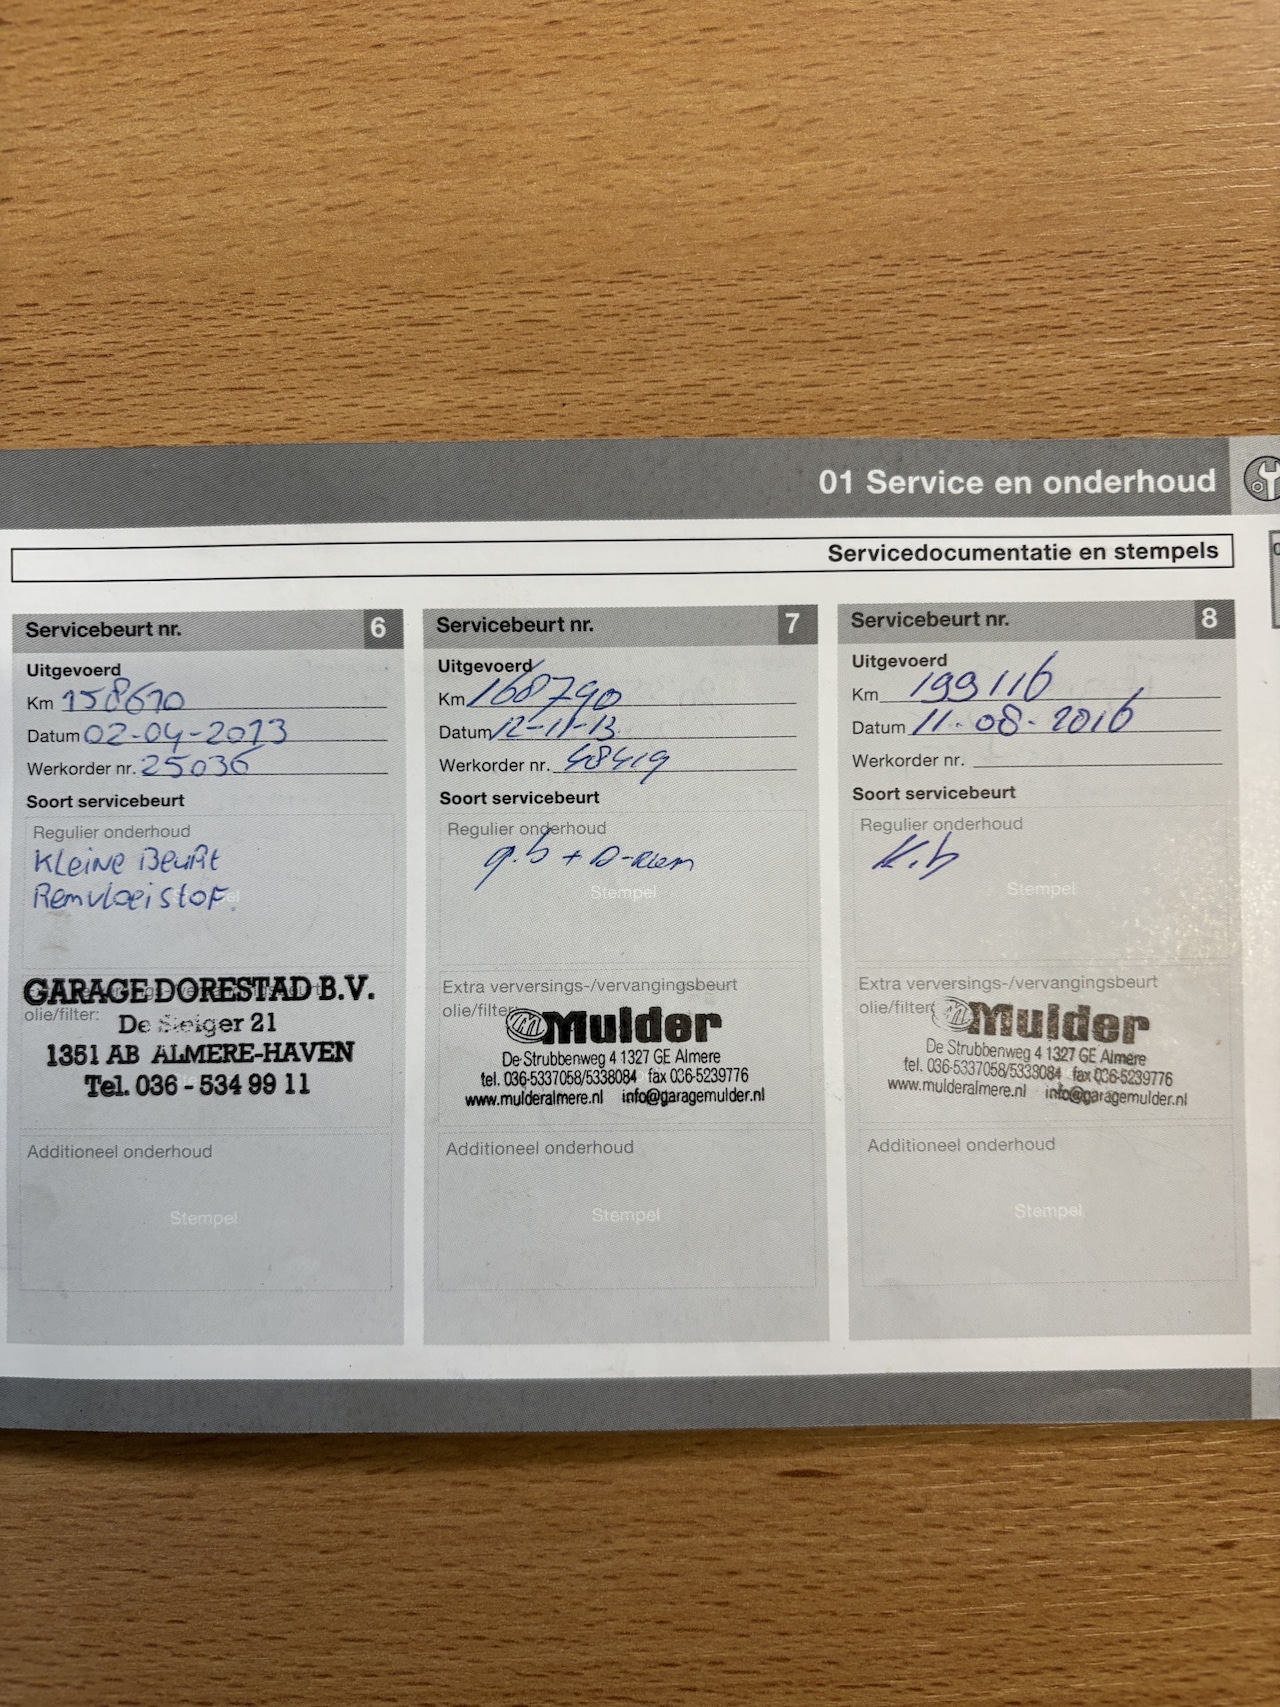 01 Service en onderhoud
Servicedocumentatie en stempels
Servicebeurt nr. 6
Uitgevoerd
Km 158610
Datum 02-04-2013
Werkorder nr. 25036
Soort servicebeurt
Regulier onderhoud
Kleine Beurt
Remvloeistof.
GARAGE DORESTAD B.V.
olie/filter:
De Steiger 21
1351 AB ALMERE-HAVEN
Tel. 036 - 534 99 11
Additioneel onderhoud
Stempel
Servicebeurt nr. 7
Uitgevoerd
Km 168790
Datum 12-11-13
Werkorder nr. 48419
Soort servicebeurt
Regulier onderhoud
g.b + D-riem
Stempel
Extra verversings-/vervangingsbeurt
olie/filter:
Mulder
De Strubbenweg 4 1327 GE Almere
tel. 036-5337058/5338084 fax 036-5239776
www.mulderalmere.nl info@garagemulder.nl
Additioneel onderhoud
Stempel
Servicebeurt nr. 8
Uitgevoerd
Km 199116
Datum 11-08-2016
Werkorder nr.
Soort servicebeurt
Regulier onderhoud
K.b
Stempel
Extra verversings-/vervangingsbeurt
olie/filter:
Mulder
De Strubbenweg 4 1327 GE Almere
tel. 036-5337058/5338084 fax 036-5239776
www.mulderalmere.nl info@garagemulder.nl
Additioneel onderhoud
Stempel